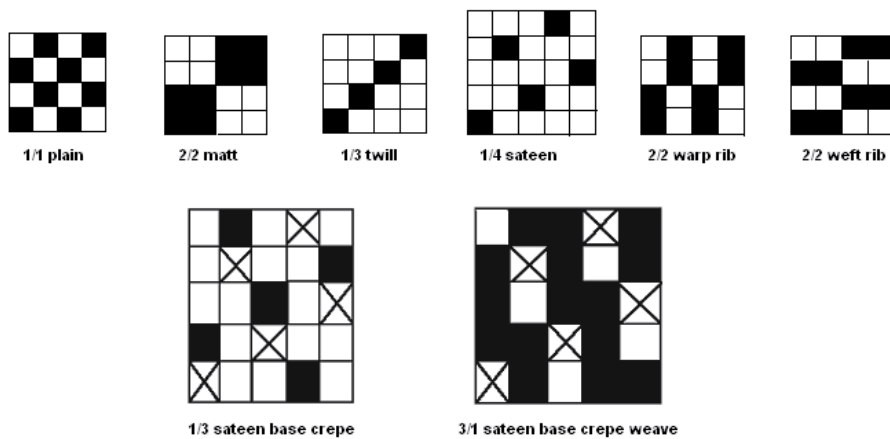 1/1 plain
2/2 matt
1/3 twill
1/4 sateen
2/2 warp rib
2/2 weft rib
1/3 sateen base crepe
3/1 sateen base crepe weave